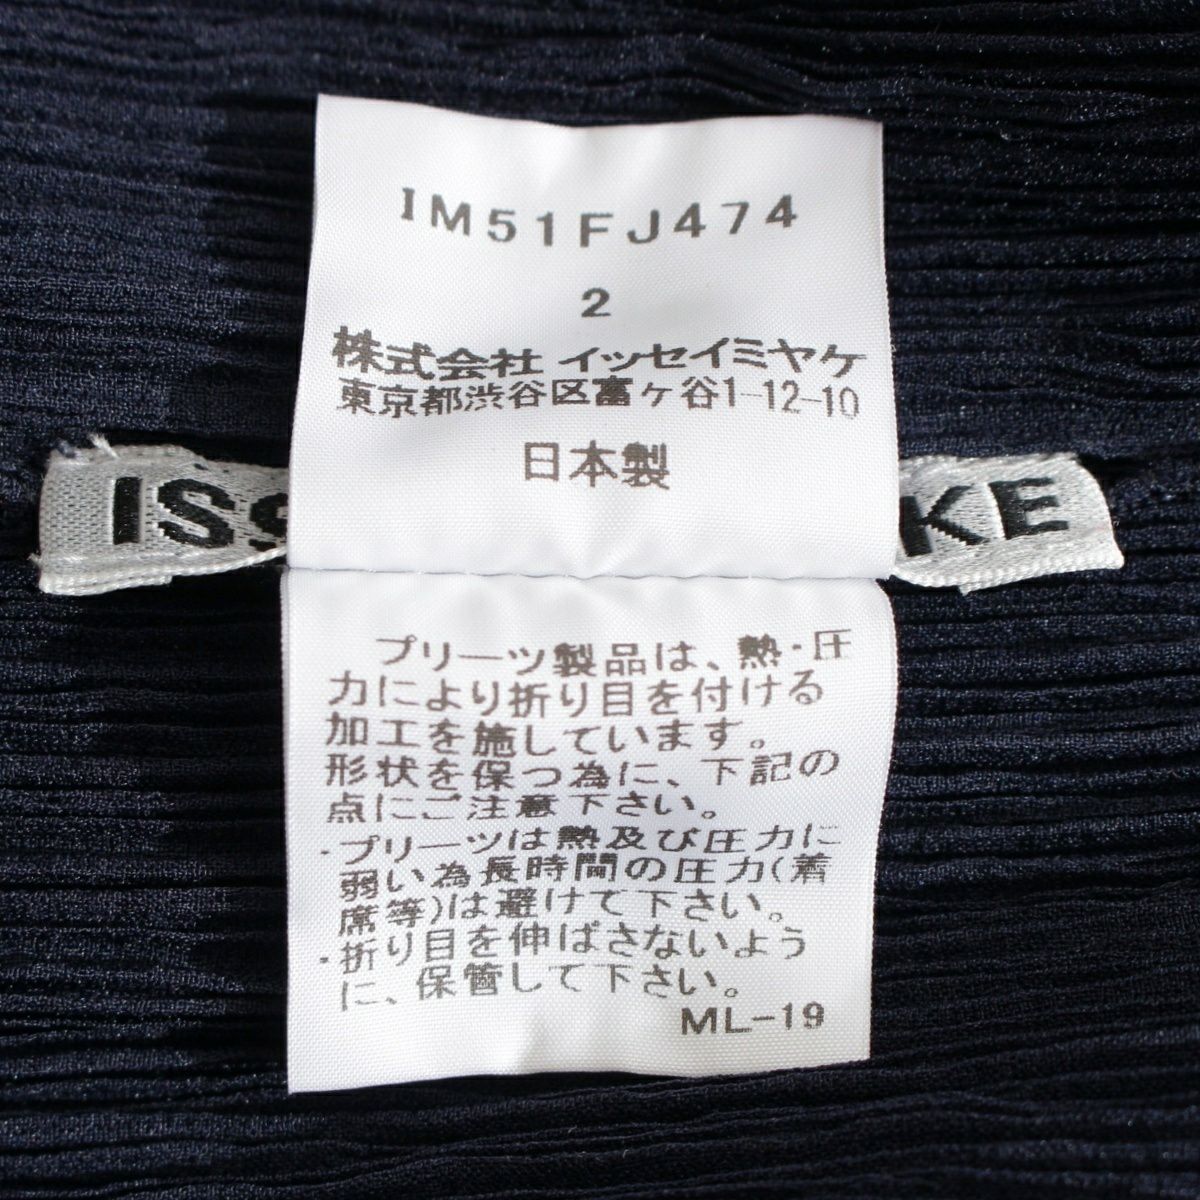 IM51FJ474
2
株式会社 イッセイミヤケ
東京都渋谷区富ヶ谷1-12-10
日本製
ISS KE
プリーツ製品は、熱・圧
力により折り目を付ける
加工を施しています。
形状を保つ為に、下記の
点にご注意下さい。
・プリーツは熱及び圧力に
弱い為長時間の圧力(着
席等)は避けて下さい。
・折り目を伸ばさないよう
に、保管して下さい。
ML-19